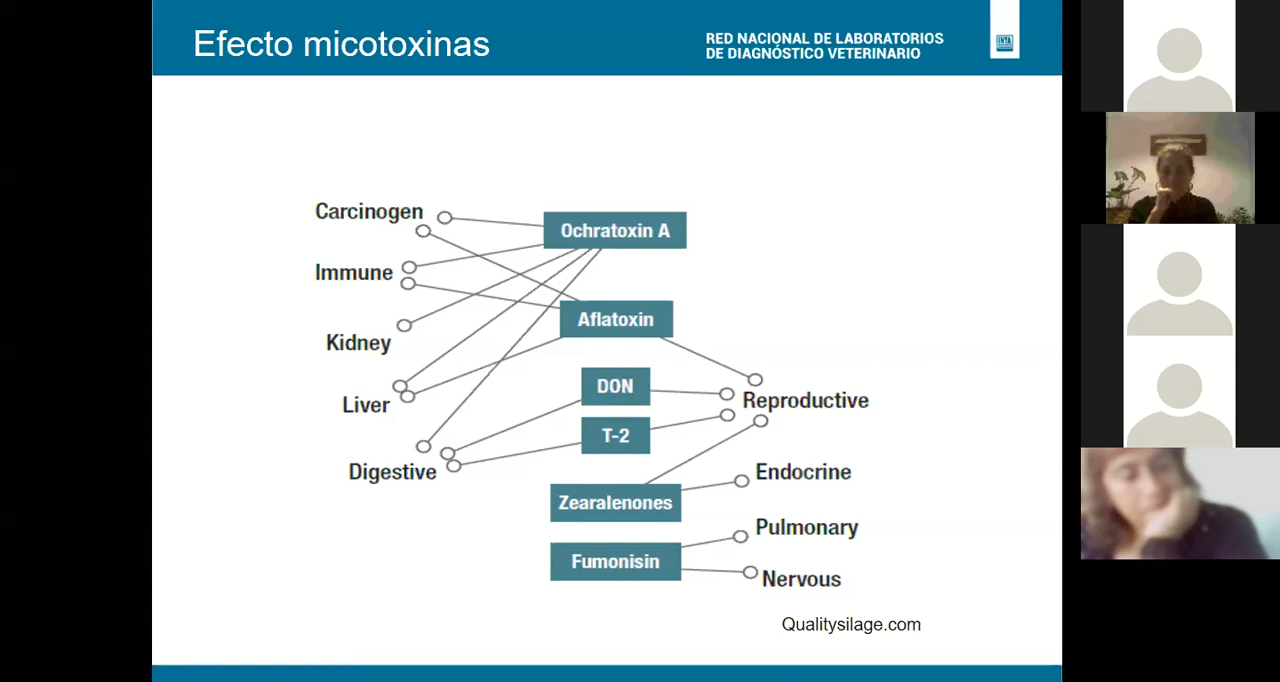 Efecto micotoxinas
RED NACIONAL DE LABORATORIOS
DE DIAGNÓSTICO VETERINARIO
INTA
Carcinogen
Immune
Kidney
Liver
Digestive
Ochratoxin A
Aflatoxin
DON
T-2
Zearalenones
Fumonisin
Reproductive
Endocrine
Pulmonary
Nervous
Qualitysilage.com